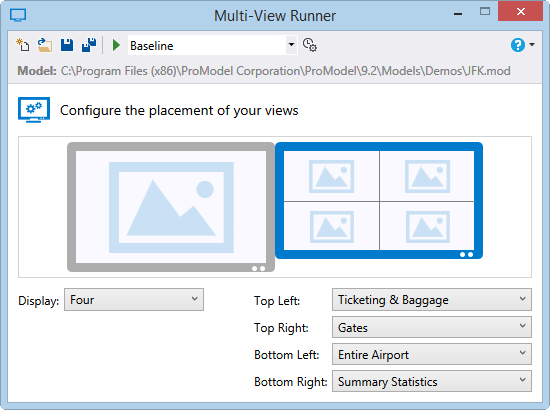 Multi-View Runner
Baseline
Model: C:\Program Files (x86)\ProModel Corporation\ProModel\9.2\Models\Demos\JFK.mod
Configure the placement of your views
Display: Four
Top Left: Ticketing & Baggage
Top Right: Gates
Bottom Left: Entire Airport
Bottom Right: Summary Statistics